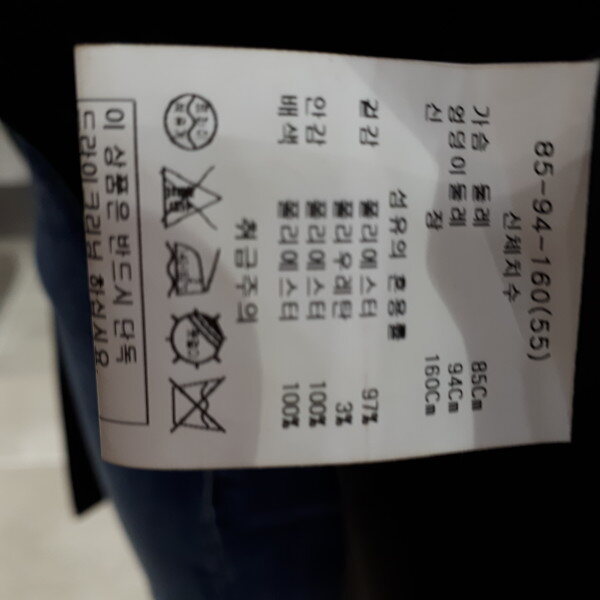 85-94-160(55)
신체치수
가슴 둘레 85Cm
엉덩이둘레 94Cm
신 장 160Cm
섬유의 혼용률
겉감 폴리에스터 97%
폴리우레탄 3%
안감 폴리에스터 100%
배색 폴리에스터 100%
취급주의
이 상품은 반드시 단독
드라이크리닝 하십시요